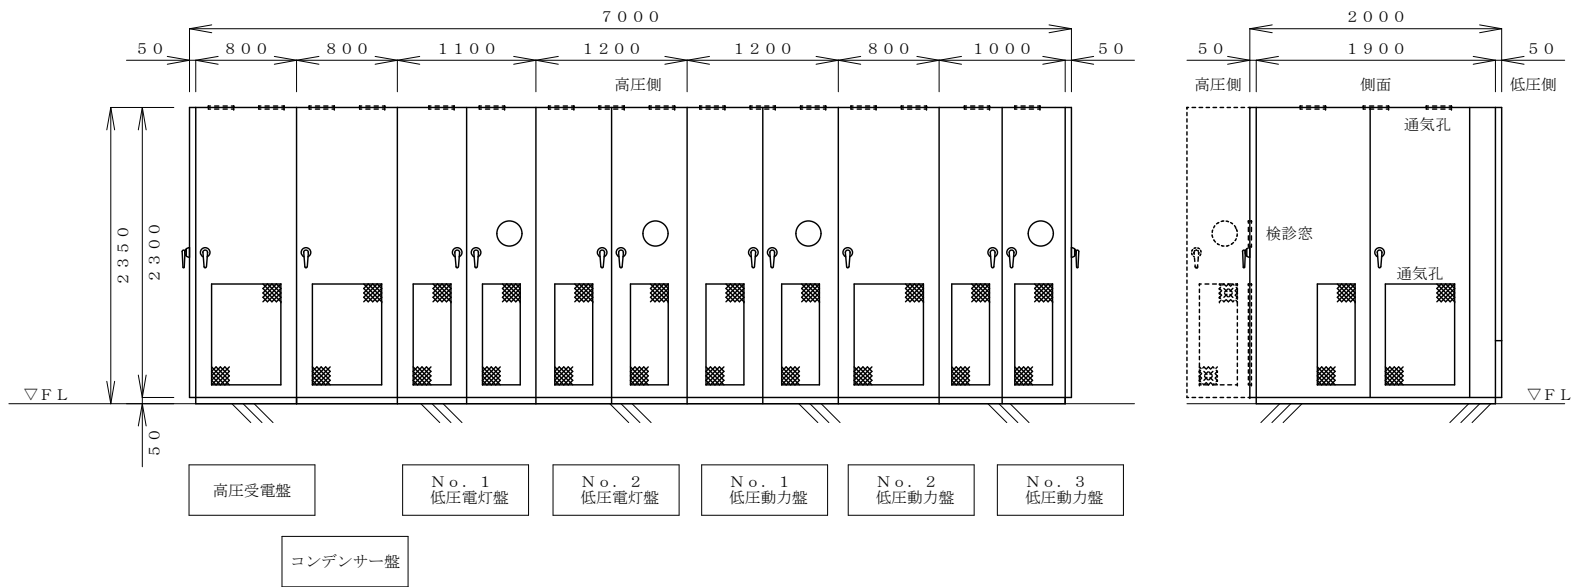 7000
50 800 800 1100 1200 1200 800 1000 50
高圧側
2350
2300
50
▽FL
高圧受電盤
コンデンサー盤
No. 1
低圧電灯盤
No. 2
低圧電灯盤
No. 1
低圧動力盤
No. 2
低圧動力盤
No. 3
低圧動力盤
2000
50 1900 50
高圧側 側面 低圧側
通気孔
検診窓
通気孔
▽FL